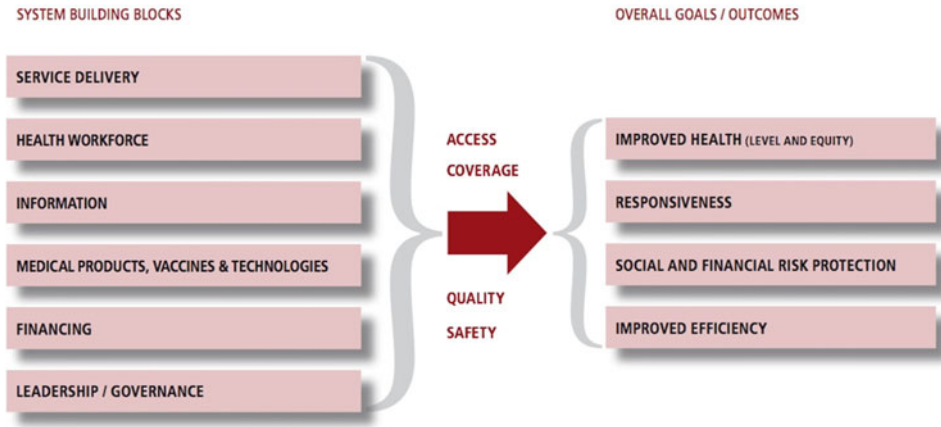 SYSTEM BUILDING BLOCKS
SERVICE DELIVERY
HEALTH WORKFORCE
INFORMATION
MEDICAL PRODUCTS, VACCINES & TECHNOLOGIES
FINANCING
LEADERSHIP / GOVERNANCE
ACCESS
COVERAGE
QUALITY
SAFETY
OVERALL GOALS / OUTCOMES
IMPROVED HEALTH (LEVEL AND EQUITY)
RESPONSIVENESS
SOCIAL AND FINANCIAL RISK PROTECTION
IMPROVED EFFICIENCY